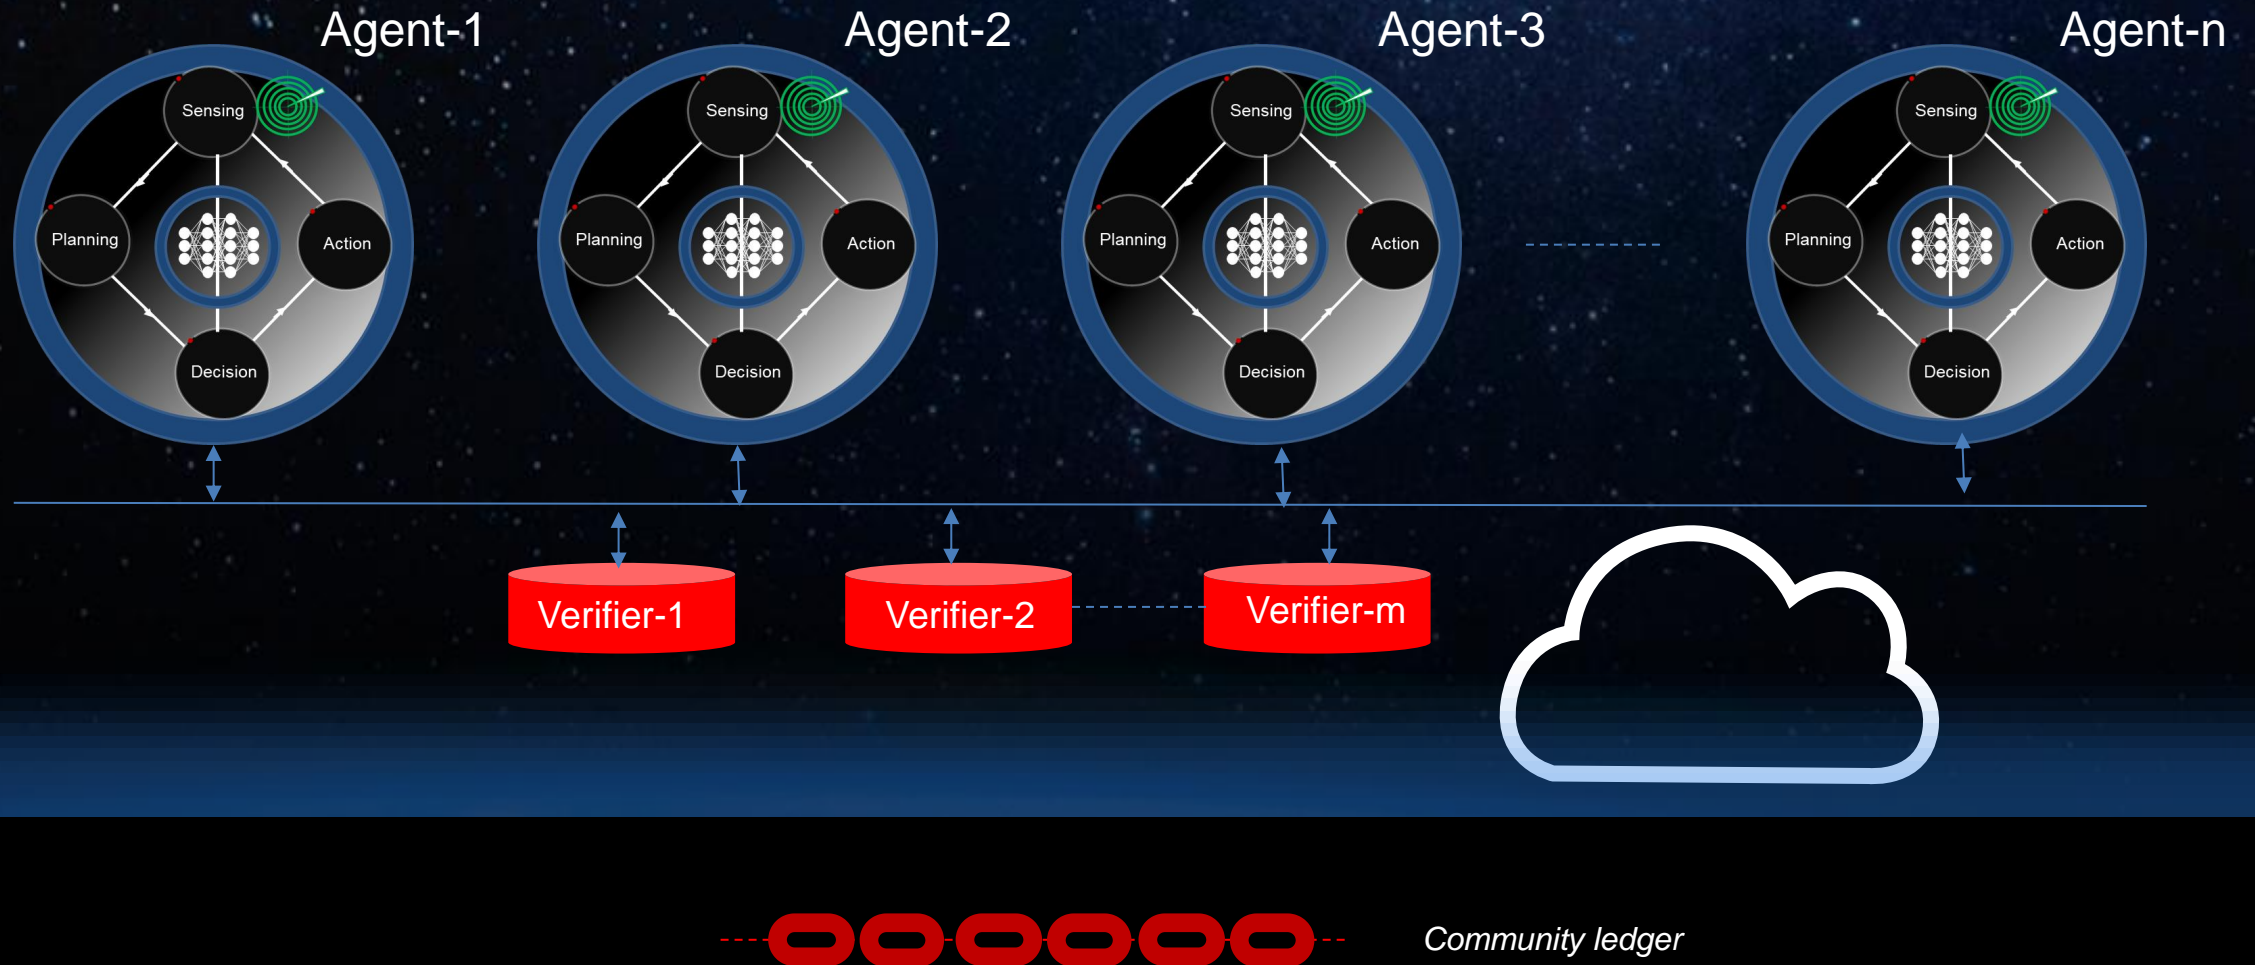 Agent-1
Agent-2
Agent-3
Agent-n
Sensing
Planning
Action
Decision
Sensing
Planning
Action
Decision
Sensing
Planning
Action
Decision
Sensing
Planning
Action
Decision
Verifier-1
Verifier-2
Verifier-m
Community ledger